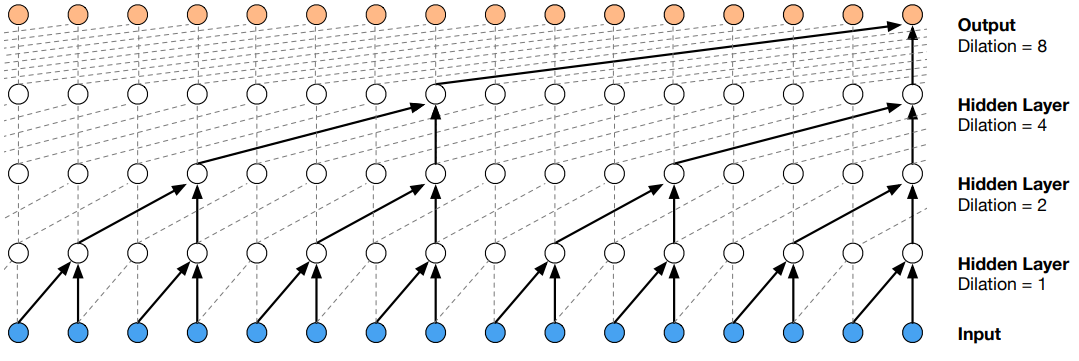 Output
Dilation = 8
Hidden Layer
Dilation = 4
Hidden Layer
Dilation = 2
Hidden Layer
Dilation = 1
Input